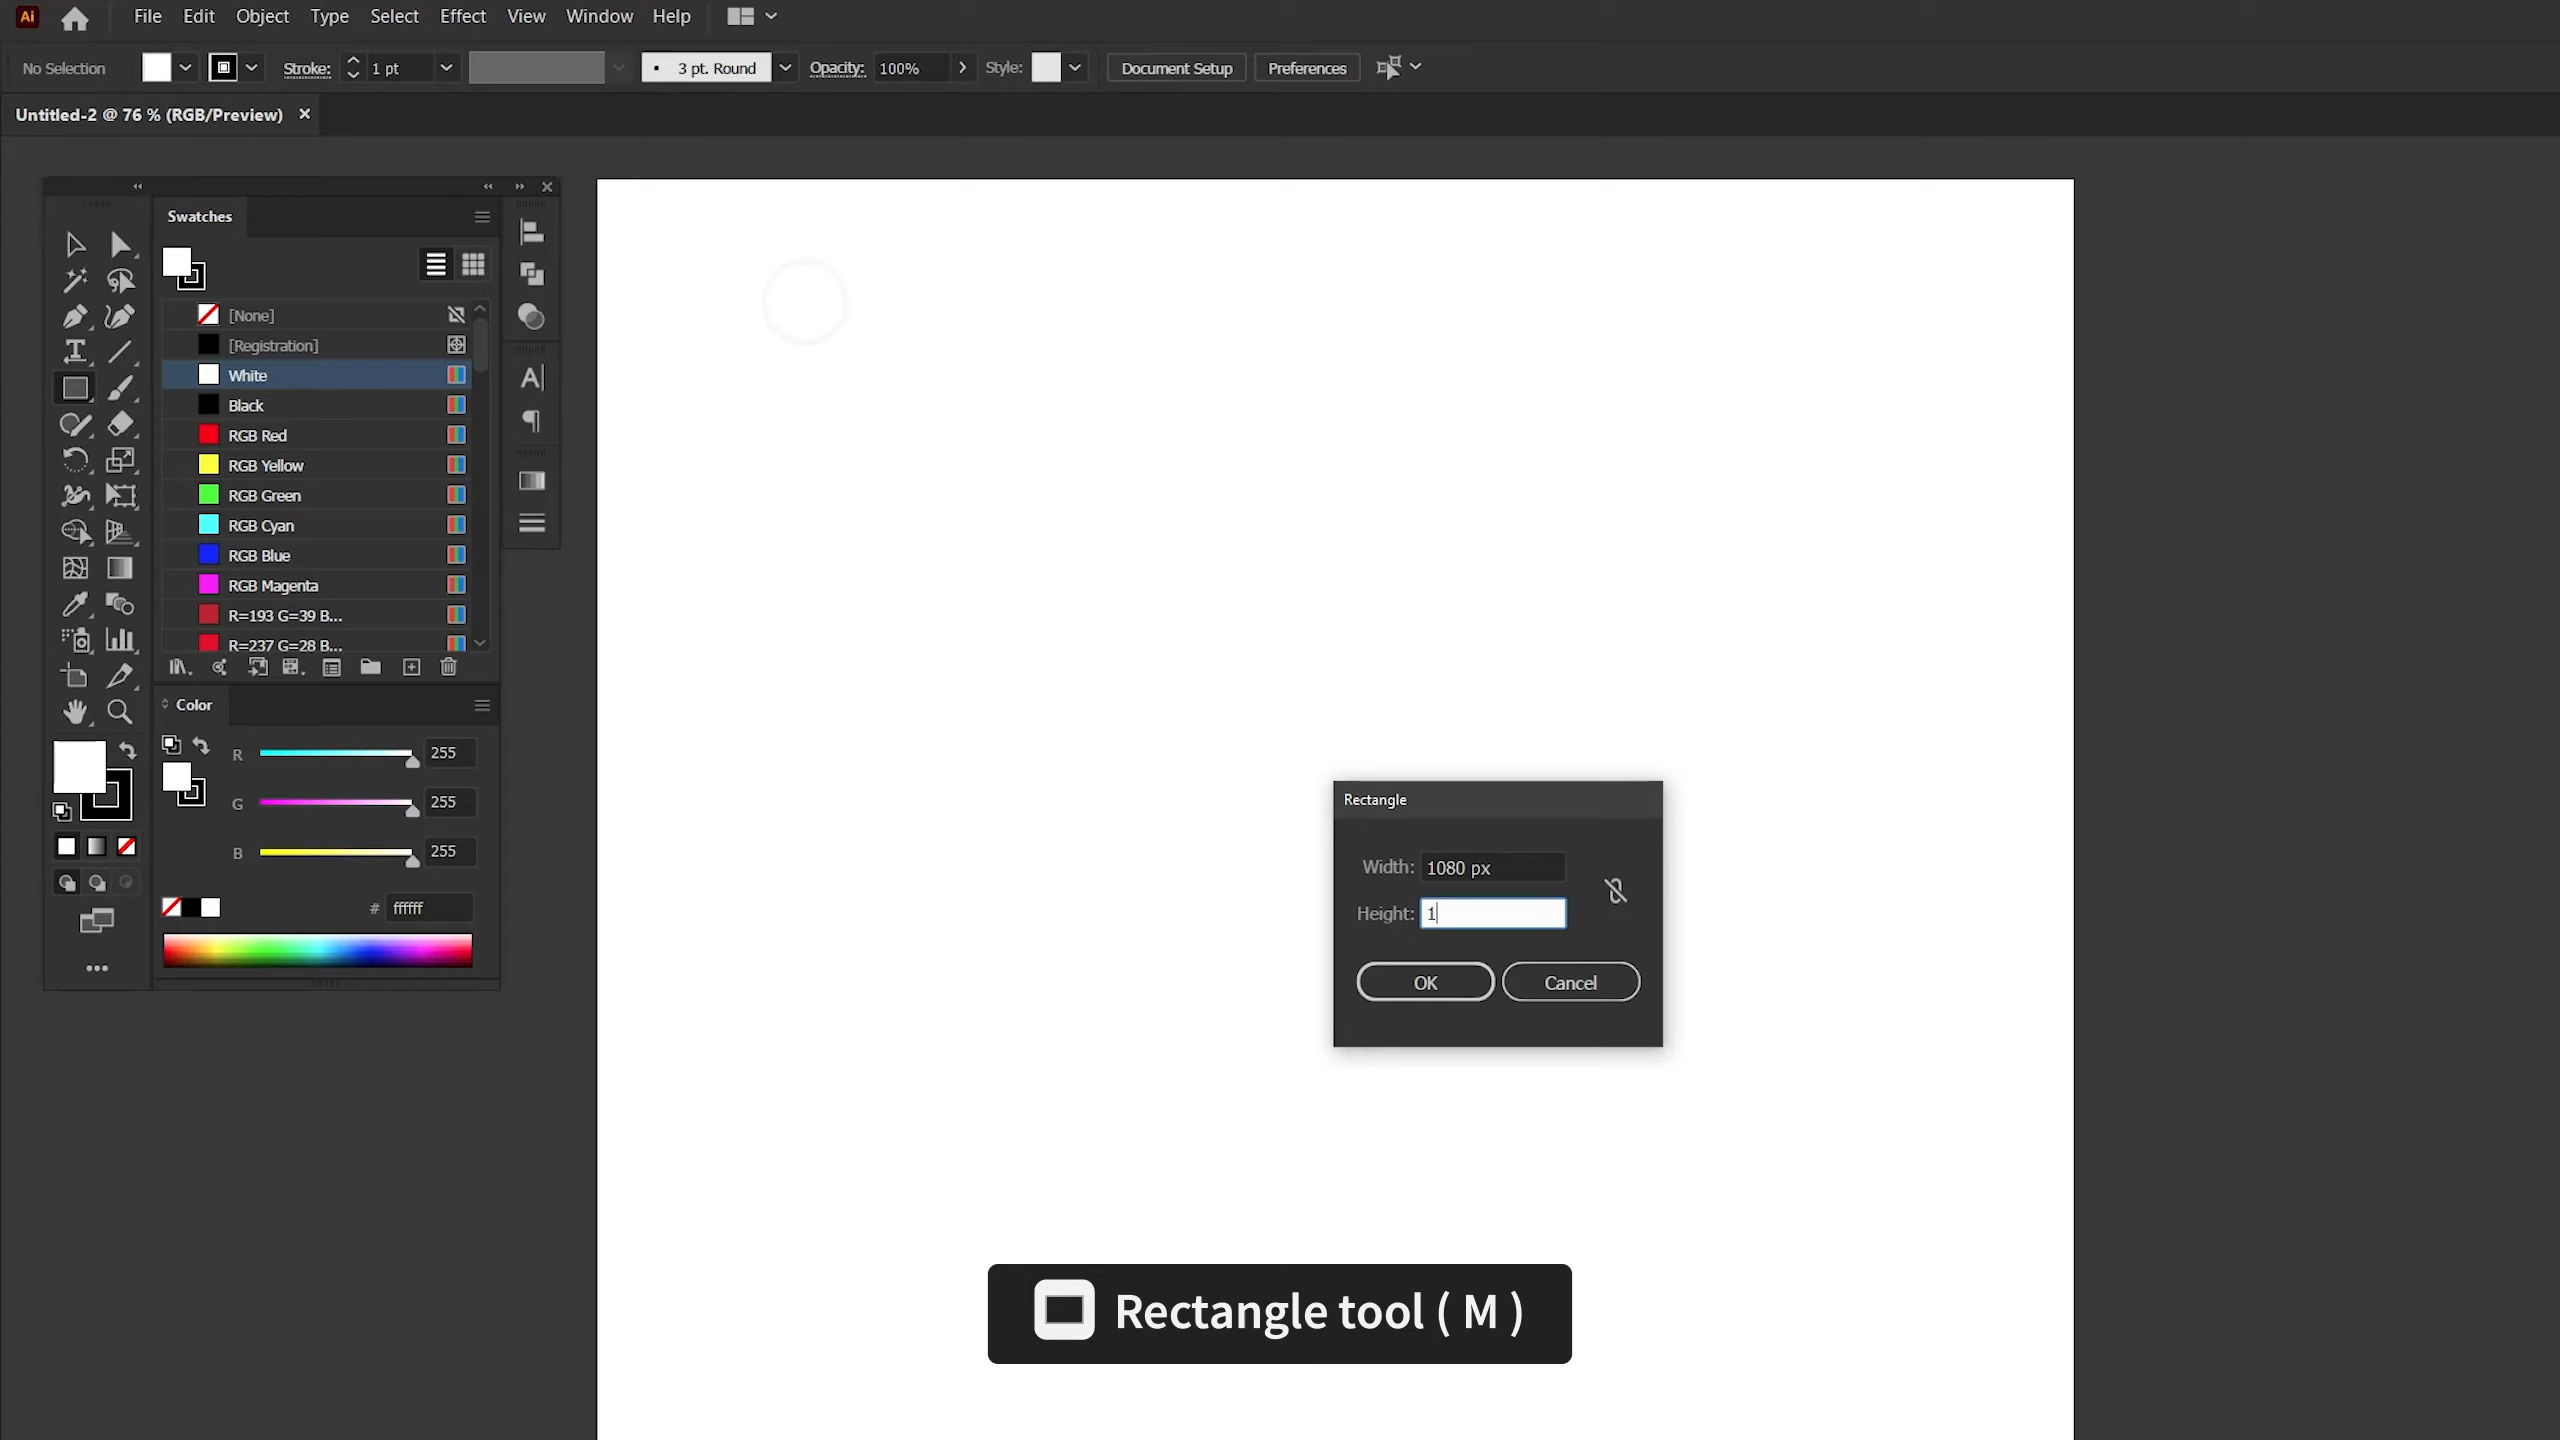 Ai File Edit Object Type Select Effect View Window Help
No Selection Stroke: 1 pt 3 pt. Round Opacity: 100% Style: Document Setup Preferences
Untitled-2 @ 76 % (RGB/Preview)
Swatches
[None]
[Registration]
White
Black
RGB Red
RGB Yellow
RGB Green
RGB Cyan
RGB Blue
RGB Magenta
R=193 G=39 B...
R=237 G=28 B...
Color
R 255
G 255
B 255
# ffffff
Rectangle
Width: 1080 px
Height: 1
OK Cancel
Rectangle tool ( M )